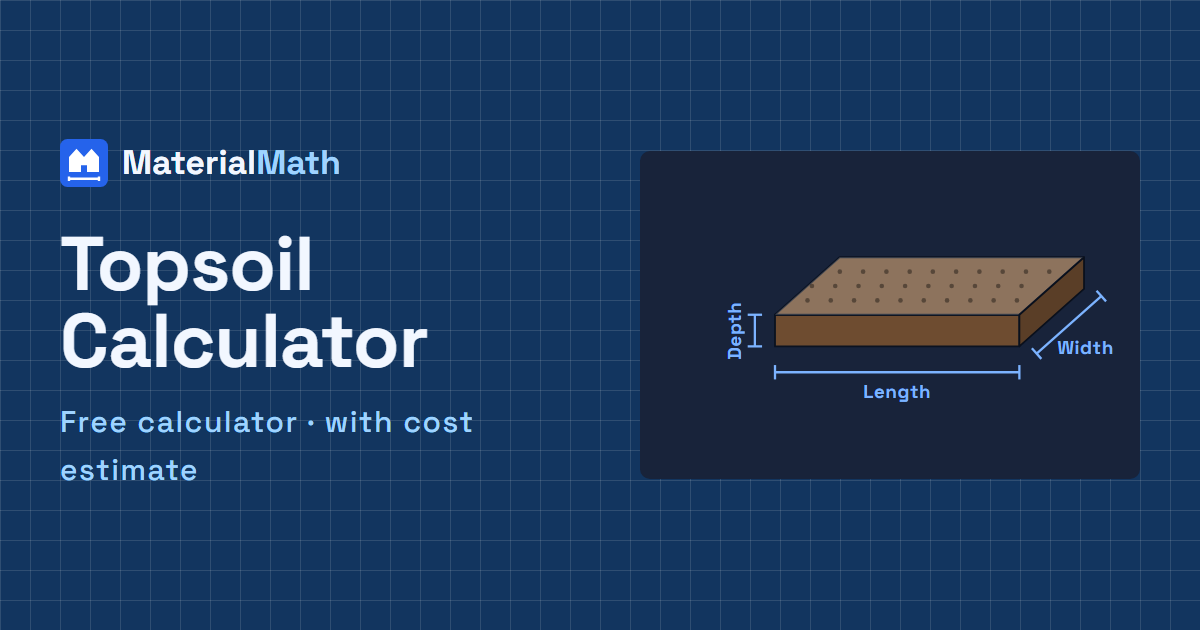 MaterialMath
Topsoil
Calculator
Free calculator · with cost
estimate
Depth
Width
Length